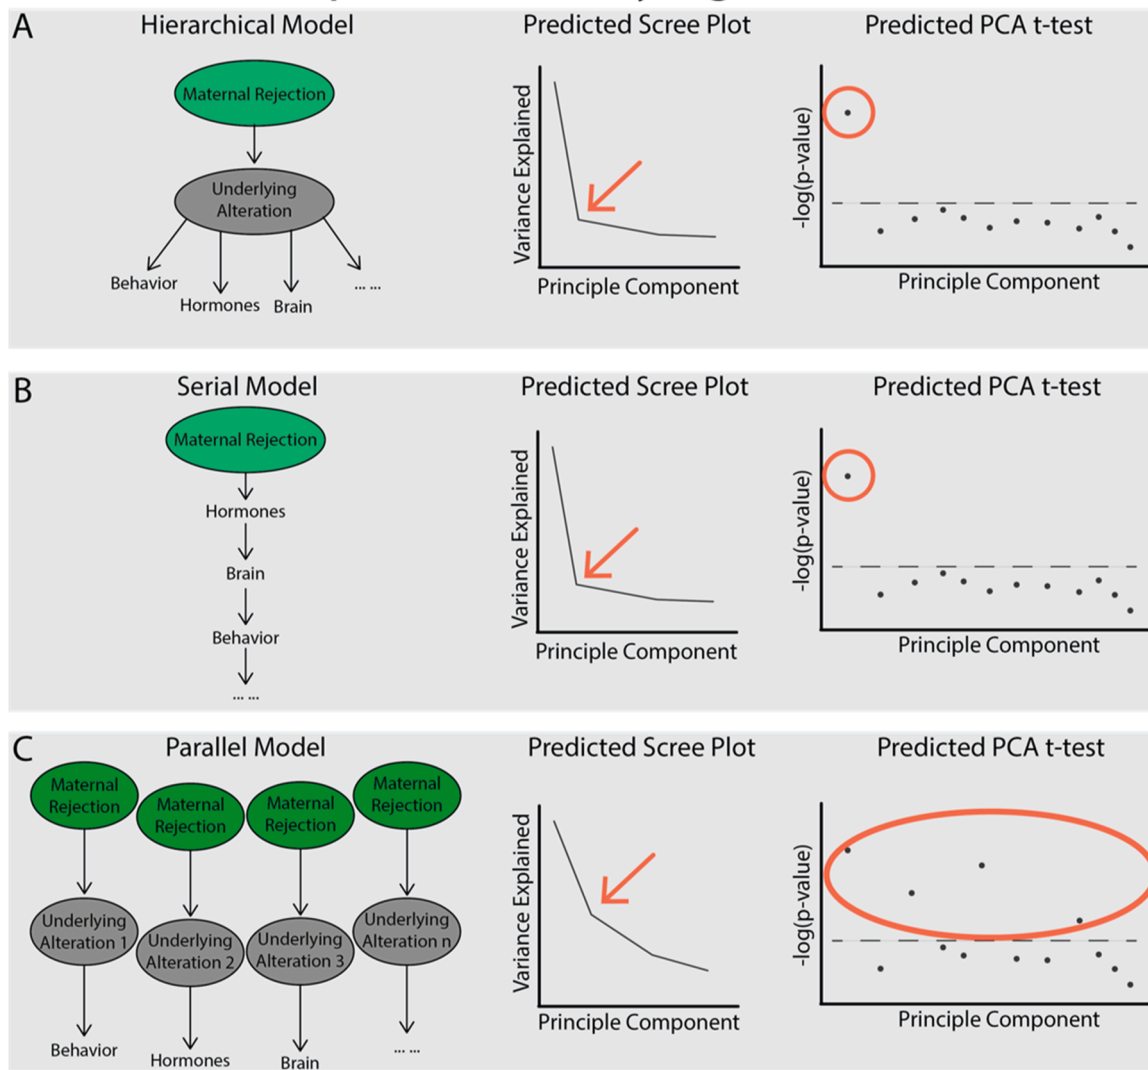 A
Hierarchical Model
Maternal Rejection
Underlying
Alteration
Behavior
Hormones
Brain
... ...
Predicted Scree Plot
Variance Explained
Principle Component
Predicted PCA t-test
-log(p-value)
Principle Component
B
Serial Model
Maternal Rejection
Hormones
Brain
Behavior
... ...
Predicted Scree Plot
Variance Explained
Principle Component
Predicted PCA t-test
-log(p-value)
Principle Component
C
Parallel Model
Maternal
Rejection
Maternal
Rejection
Maternal
Rejection
Maternal
Rejection
Underlying
Alteration 1
Underlying
Alteration 2
Underlying
Alteration 3
Underlying
Alteration n
Behavior
Hormones
Brain
... ...
Predicted Scree Plot
Variance Explained
Principle Component
Predicted PCA t-test
-log(p-value)
Principle Component